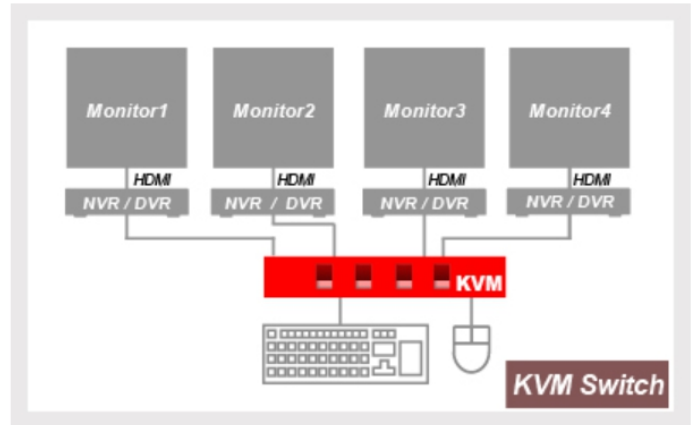 Monitor1 Monitor2 Monitor3 Monitor4
HDMI HDMI HDMI HDMI
NVR / DVR NVR / DVR NVR / DVR NVR / DVR
KVM
KVM Switch